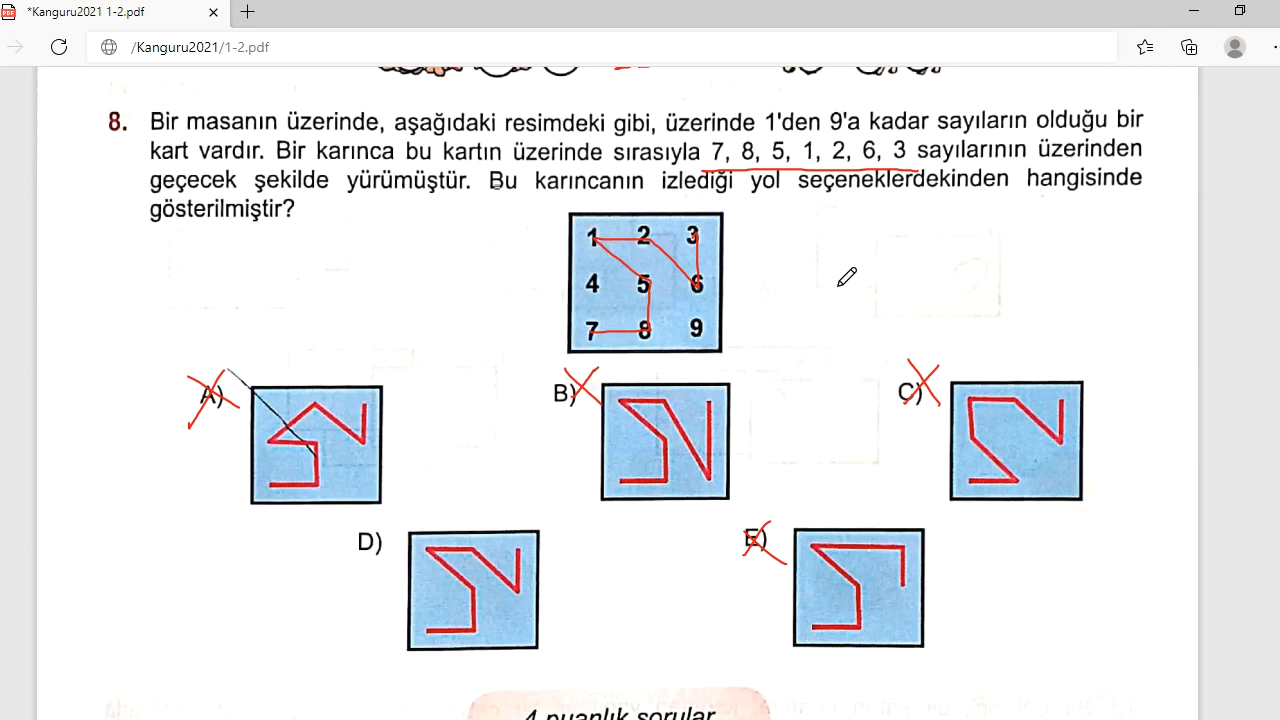 *Kanguru2021 1-2.pdf
/Kanguru2021/1-2.pdf
8. Bir masanın üzerinde, aşağıdaki resimdeki gibi, üzerinde 1'den 9'a kadar sayıların olduğu bir
kart vardır. Bir karınca bu kartın üzerinde sırasıyla 7, 8, 5, 1, 2, 6, 3 sayılarının üzerinden
geçecek şekilde yürümüştür. Bu karıncanın izlediği yol seçeneklerdekinden hangisinde
gösterilmiştir?
1 2 3
4 5 6
7 8 9
A) B) C)
D) E)
4 puanlık sorular